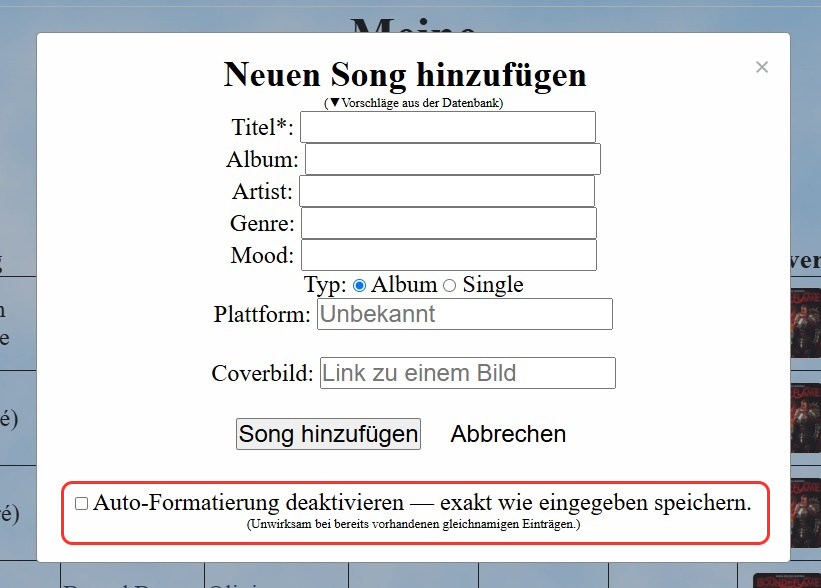 Neuen Song hinzufügen
×
(▼Vorschläge aus der Datenbank)
Titel*:
Album:
Artist:
Genre:
Mood:
Typ: Album Single
Plattform: Unbekannt
Coverbild: Link zu einem Bild
Song hinzufügen Abbrechen
é)
é)
Auto-Formatierung deaktivieren — exakt wie eingegeben speichern.
(Unwirksam bei bereits vorhandenen gleichnamigen Einträgen.)